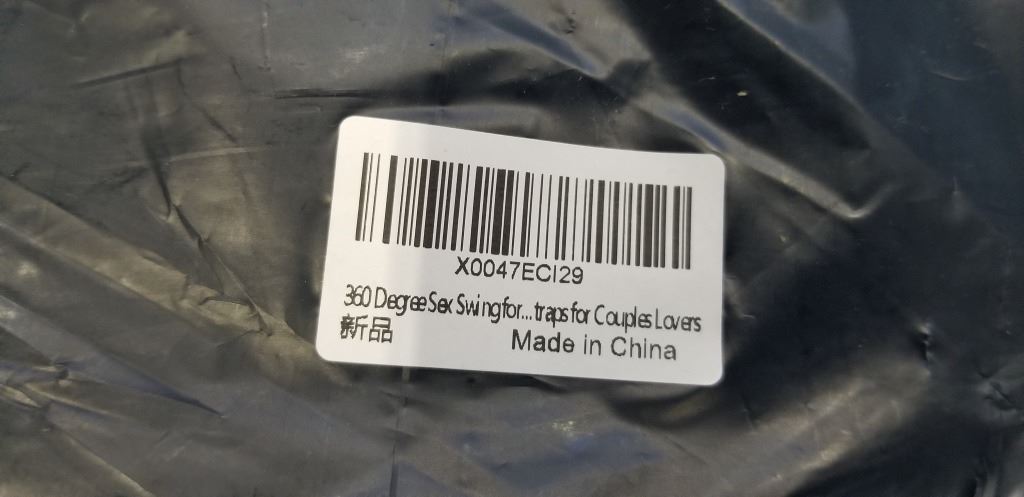 X0047ECI29
360 Degree Sex Swing for... traps for Couples Lovers
新品
Made in China